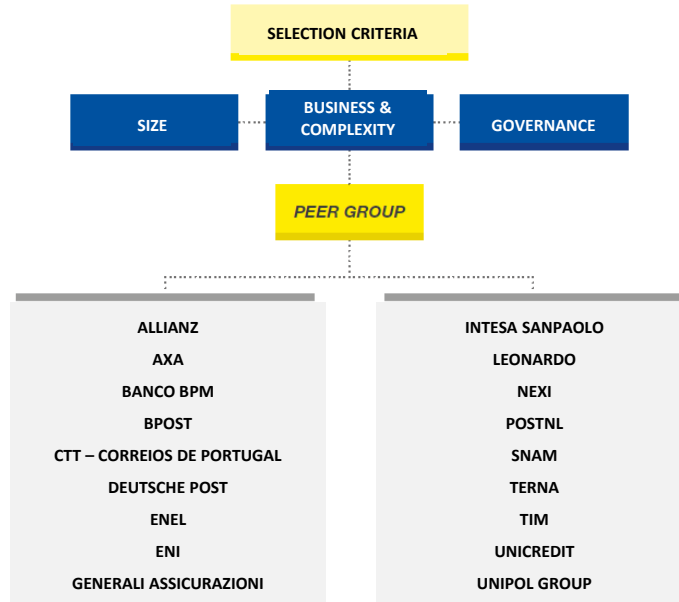 SELECTION CRITERIA
SIZE
BUSINESS &
COMPLEXITY
GOVERNANCE
PEER GROUP
ALLIANZ
AXA
BANCO BPM
BPOST
CTT – CORREIOS DE PORTUGAL
DEUTSCHE POST
ENEL
ENI
GENERALI ASSICURAZIONI
INTESA SANPAOLO
LEONARDO
NEXI
POSTNL
SNAM
TERNA
TIM
UNICREDIT
UNIPOL GROUP